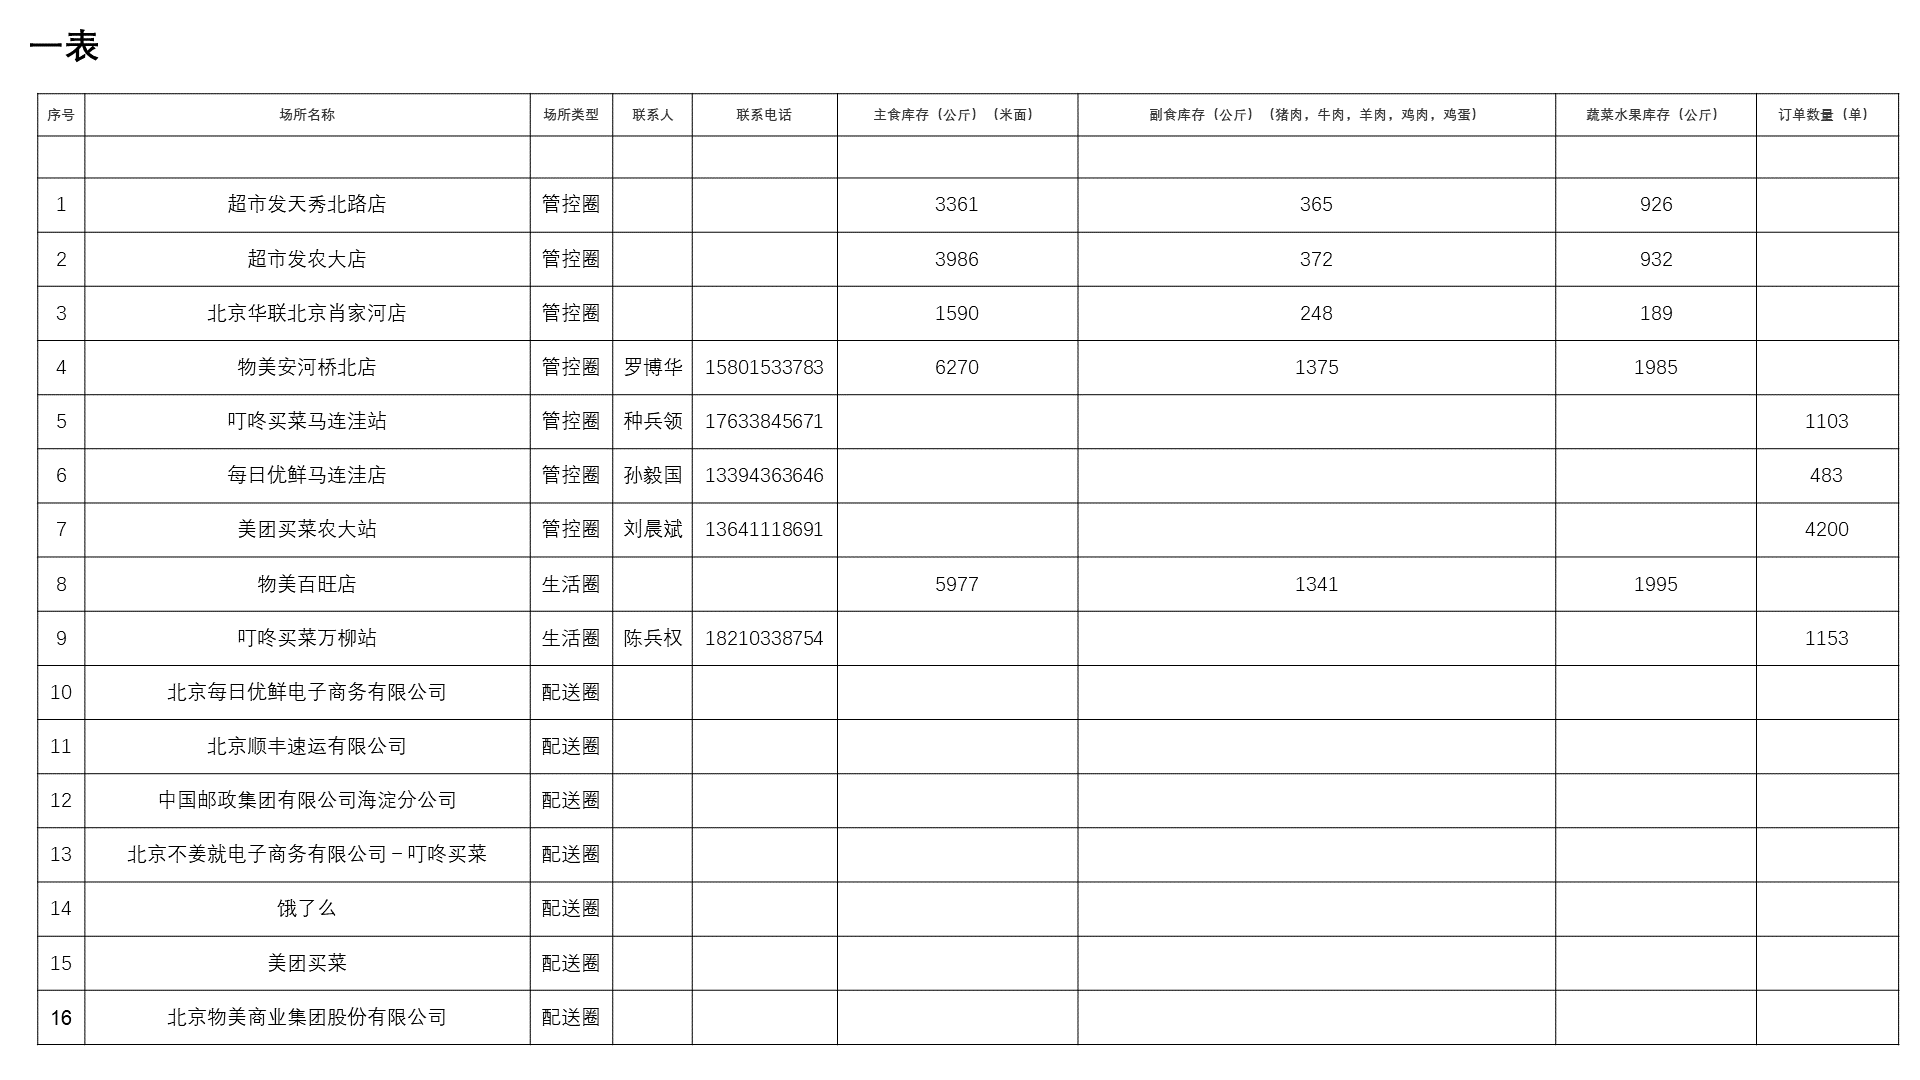 一表
序号 场所名称 场所类型 联系人 联系电话 主食库存（公斤）（米面） 副食库存（公斤）（猪肉，牛肉，羊肉，鸡肉，鸡蛋） 蔬菜水果库存（公斤） 订单数量（单）
1 超市发天秀北路店 管控圈 3361 365 926
2 超市发农大店 管控圈 3986 372 932
3 北京华联北京肖家河店 管控圈 1590 248 189
4 物美安河桥北店 管控圈 罗博华 15801533783 6270 1375 1985
5 叮咚买菜马连洼站 管控圈 种兵领 17633845671 1103
6 每日优鲜马连洼店 管控圈 孙毅国 13394363646 483
7 美团买菜农大站 管控圈 刘晨斌 13641118691 4200
8 物美百旺店 生活圈 5977 1341 1995
9 叮咚买菜万柳站 生活圈 陈兵权 18210338754 1153
10 北京每日优鲜电子商务有限公司 配送圈
11 北京顺丰速运有限公司 配送圈
12 中国邮政集团有限公司海淀分公司 配送圈
13 北京不姜就电子商务有限公司－叮咚买菜 配送圈
14 饿了么 配送圈
15 美团买菜 配送圈
16 北京物美商业集团股份有限公司 配送圈